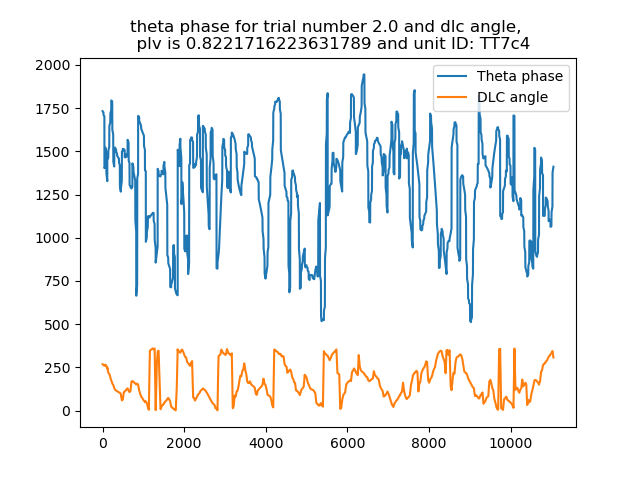 theta phase for trial number 2.0 and dlc angle,
plv is 0.8221716223631789 and unit ID: TT7c4
Theta phase
DLC angle
2000
1750
1500
1250
1000
750
500
250
0
0 2000 4000 6000 8000 10000